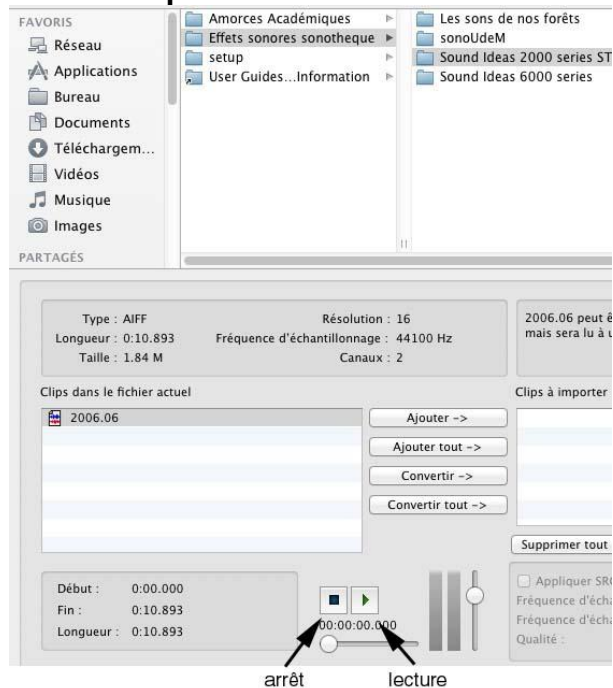 FAVORIS
Réseau
Applications
Bureau
Documents
Téléchargem...
Vidéos
Musique
Images
PARTAGÉS
Amorces Académiques
Effets sonores sonotheque
setup
User Guides...Information
Les sons de nos forêts
sonoUdeM
Sound Ideas 2000 series ST
Sound Ideas 6000 series
Type : AIFF
Longueur : 0:10.893
Taille : 1.84 M
Résolution : 16
Fréquence d'échantillonnage : 44100 Hz
Canaux : 2
2006.06 peut ê
mais sera lu à u
Clips dans le fichier actuel
2006.06
Ajouter ->
Ajouter tout ->
Convertir ->
Convertir tout ->
Clips à importer
Supprimer tout
Début : 0:00.000
Fin : 0:10.893
Longueur : 0:10.893
00:00:00.000
Appliquer SRC
Fréquence d'écha
Fréquence d'écha
Qualité :
arrêt
lecture